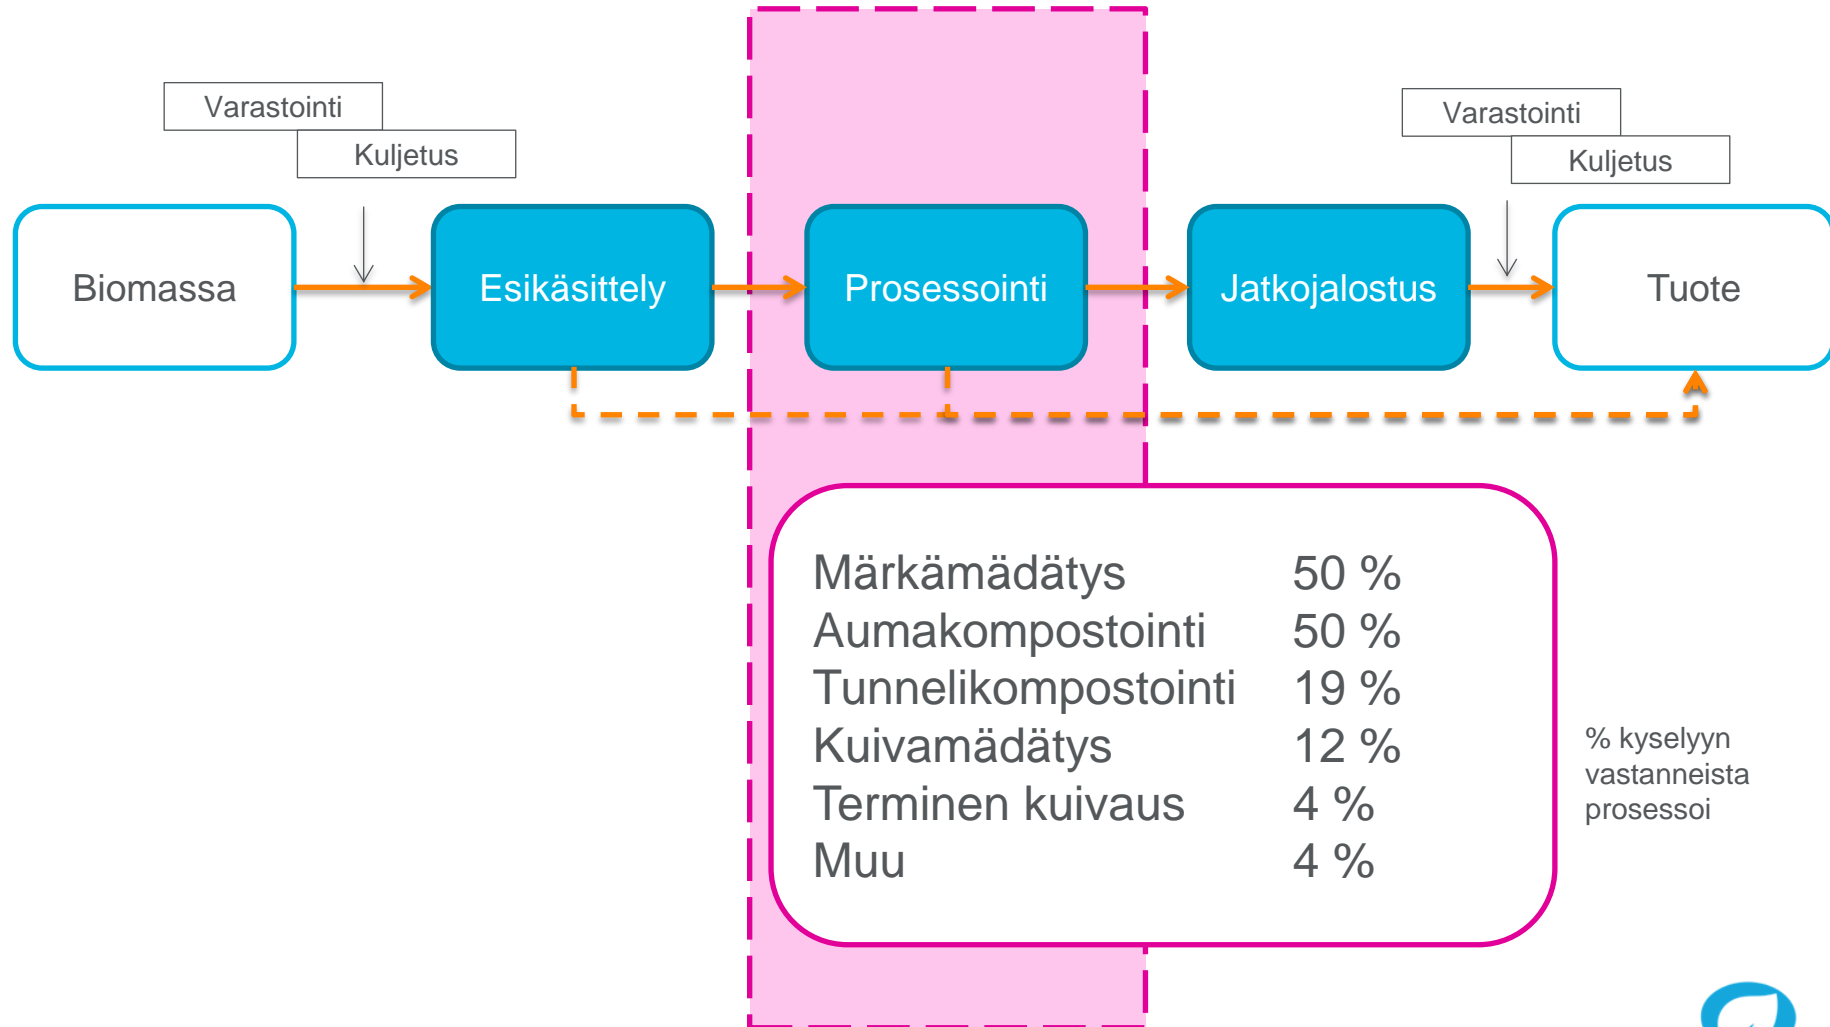 Varastointi
Kuljetus
Varastointi
Kuljetus
Biomassa
Esikäsittely
Prosessointi
Jatkojalostus
Tuote
Märkämädätys 50 %
Aumakompostointi 50 %
Tunnelikompostointi 19 %
Kuivamädätys 12 %
Terminen kuivaus 4 %
Muu 4 %
% kyselyyn
vastanneista
prosessoi